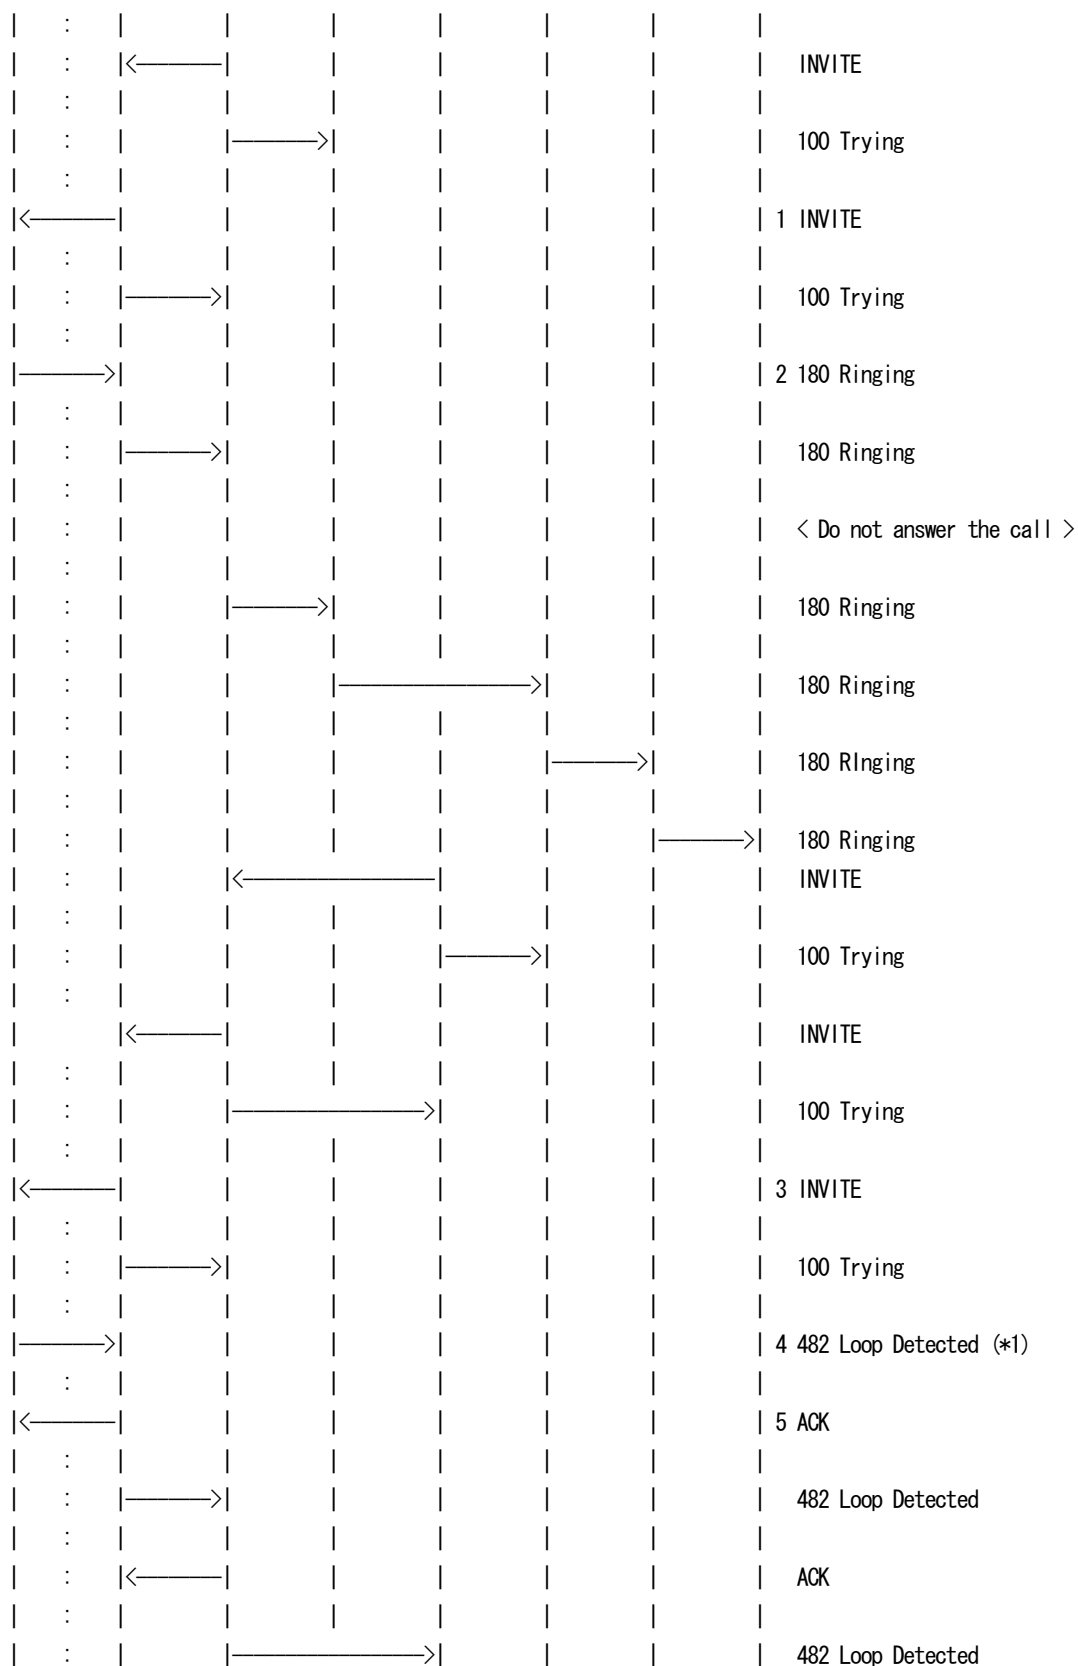 INVITE
100 Trying
1 INVITE
100 Trying
2 180 Ringing
180 Ringing
< Do not answer the call >
180 Ringing
180 Ringing
180 RInging
180 Ringing
INVITE
100 Trying
INVITE
100 Trying
3 INVITE
100 Trying
4 482 Loop Detected (*1)
5 ACK
482 Loop Detected
ACK
482 Loop Detected